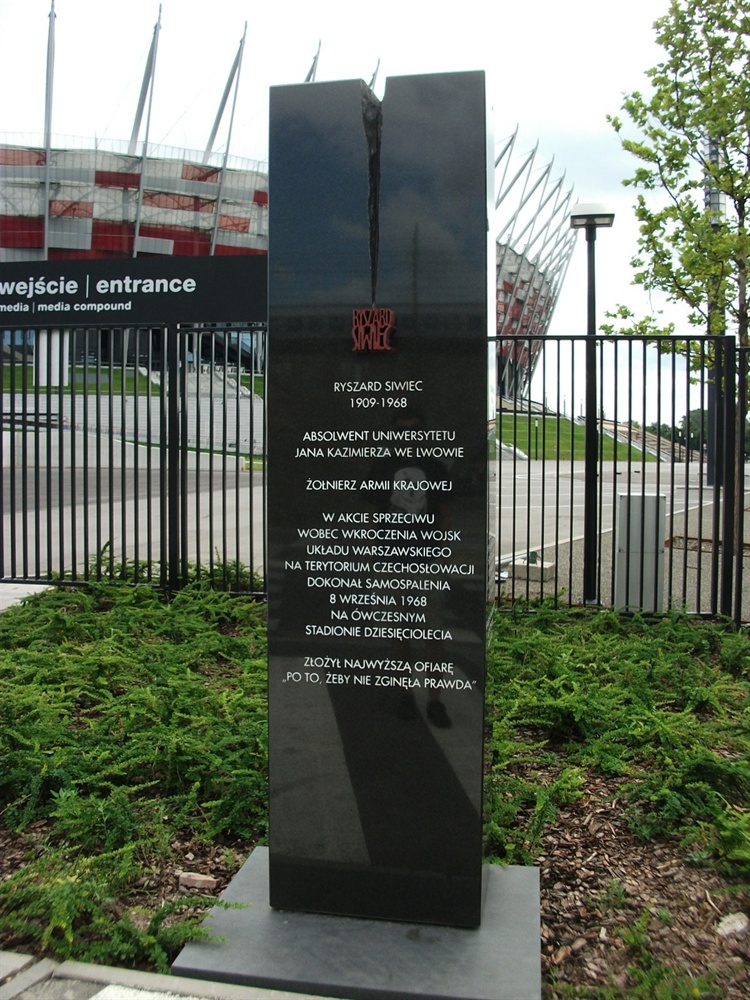 wejście | entrance
media | media compound
RYSZARD
SIWIEC
RYSZARD SIWIEC
1909-1968
ABSOLWENT UNIWERSYTETU
JANA KAZIMIERZA WE LWOWIE
ŻOŁNIERZ ARMII KRAJOWEJ
W AKCIE SPRZECIWU
WOBEC WKROCZENIA WOJSK
UKŁADU WARSZAWSKIEGO
NA TERYTORIUM CZECHOSŁOWACJI
DOKONAŁ SAMOSPALENIA
8 WRZEŚNIA 1968
NA ÓWCZESNYM
STADIONIE DZIESIĘCIOLECIA
ZŁOŻYŁ NAJWYŻSZĄ OFIARĘ
„PO TO, ŻEBY NIE ZGINĘŁA PRAWDA"